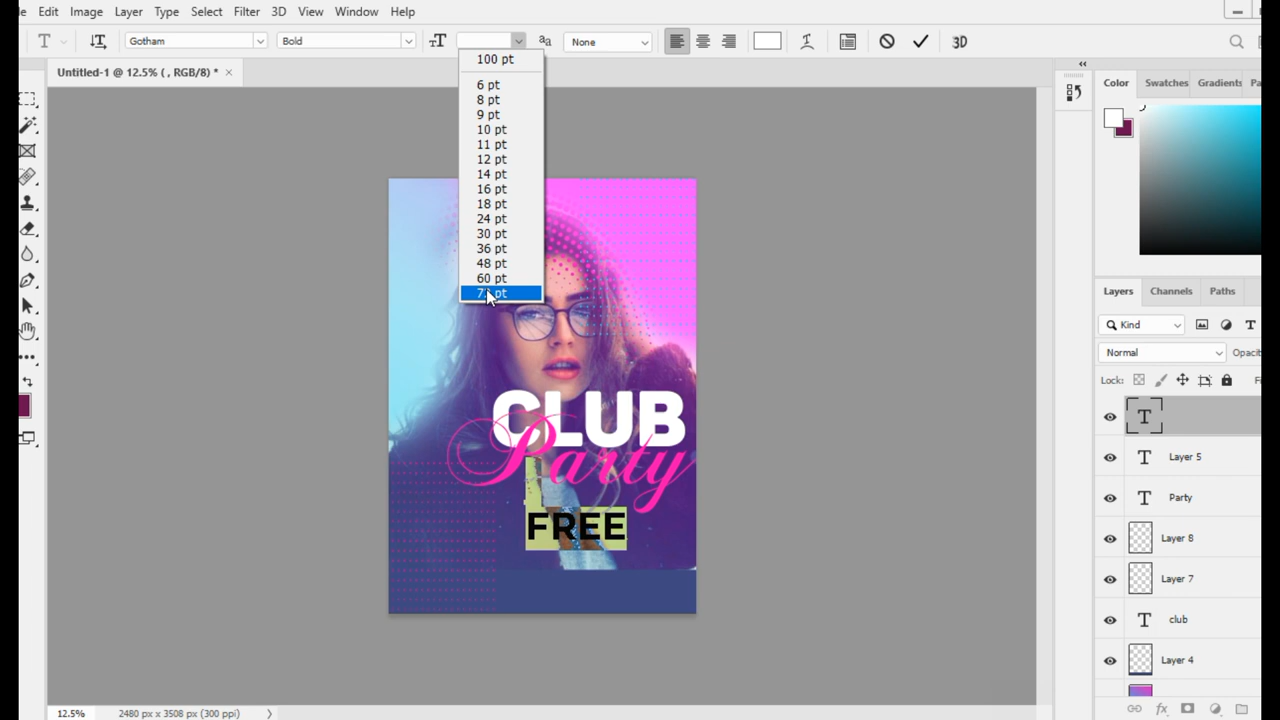 Edit Image Layer Type Select Filter 3D View Window Help
Gotham Bold None 3D
100 pt
Untitled-1 @ 12.5% ( , RGB/8) * ×
6 pt
8 pt
9 pt
10 pt
11 pt
12 pt
14 pt
16 pt
18 pt
24 pt
30 pt
36 pt
48 pt
60 pt
CLUB
Party
FREE
Color Swatches Gradients
Layers Channels Paths
Kind
Normal
Lock:
Layer 5
Party
Layer 8
Layer 7
club
Layer 4
fx
12.5% 2480 px x 3508 px (300 ppi)